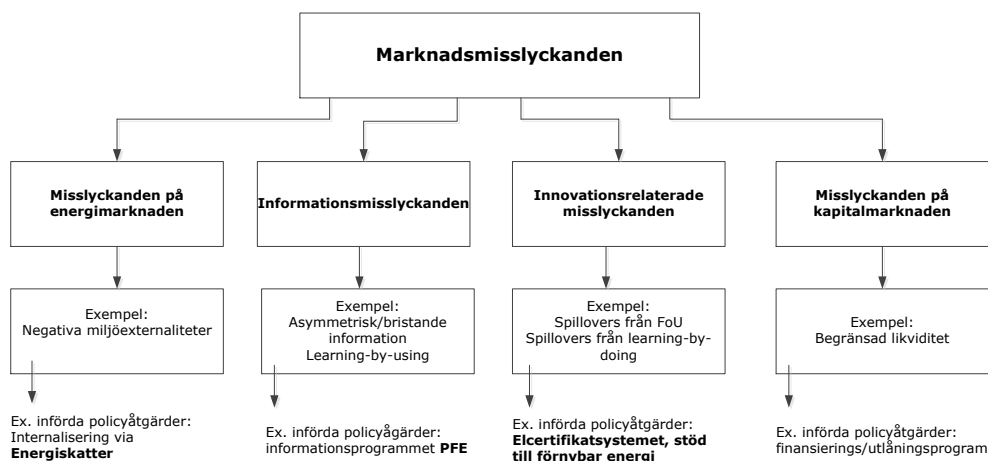 Marknadsmisslyckanden
Misslyckanden på
energimarknaden
Informationsmisslyckanden
Innovationsrelaterade
misslyckanden
Misslyckanden på
kapitalmarknaden
Exempel:
Negativa miljöexternaliteter
Exempel:
Asymmetrisk/bristande
information
Learning-by-using
Exempel:
Spillovers från FoU
Spillovers från learning-by-
doing
Exempel:
Begränsad likviditet
Ex. införda policyåtgärder:
Internalisering via
Energiskatter
Ex. införda policyågärder:
informationsprogrammet PFE
Ex. införda policyåtgärder:
Elcertifikatsystemet, stöd
till förnybar energi
Ex. införda policyågärder:
finansierings/utlåningsprogram